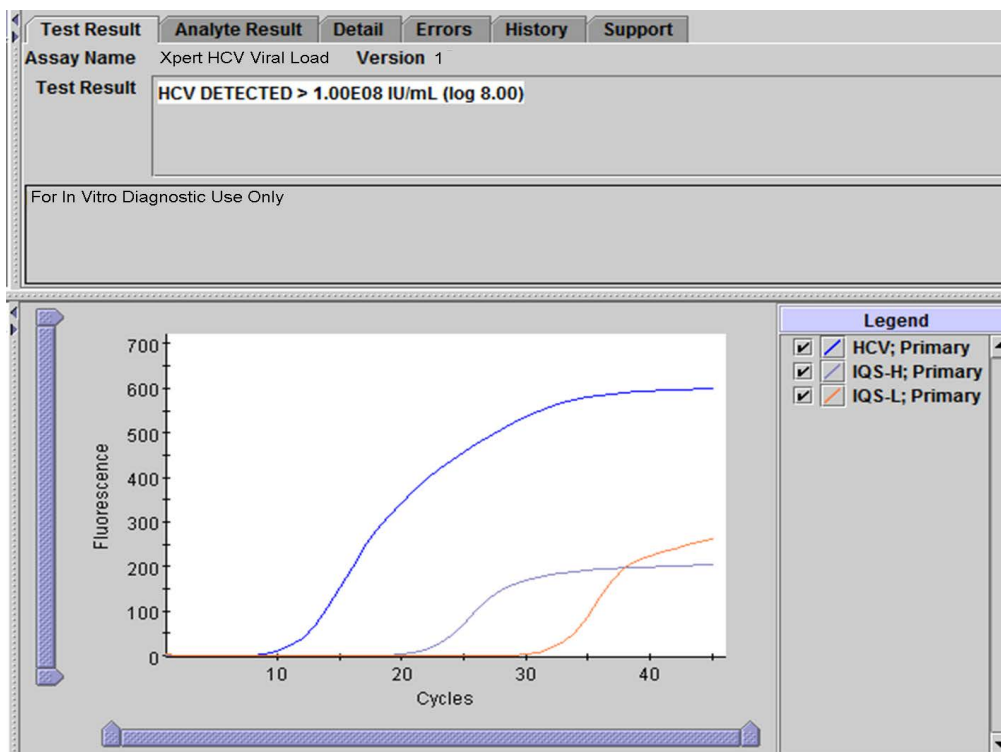 Test Result Analyte Result Detail Errors History Support
Assay Name Xpert HCV Viral Load Version 1
Test Result HCV DETECTED > 1.00E08 IU/mL (log 8.00)
For In Vitro Diagnostic Use Only
Legend
HCV; Primary
IQS-H; Primary
IQS-L; Primary
700
600
500
400
300
200
100
0
Fluorescence
10 20 30 40
Cycles